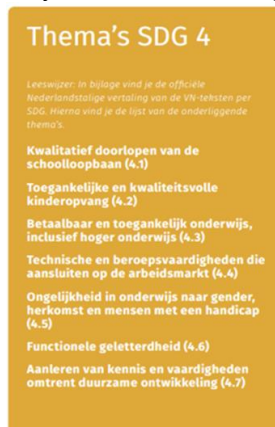 Thema's SDG 4
Leeswijzer: In bijlage vind je de officiële
Nederlandstalige vertaling van de VN-teksten per
SDG. Hierna vind je de lijst van de onderliggende
thema's.
Kwalitatief doorlopen van de
schoolloopbaan (4.1)
Toegankelijke en kwaliteitsvolle
kinderopvang (4.2)
Betaalbaar en toegankelijk onderwijs,
inclusief hoger onderwijs (4.3)
Technische en beroepsvaardigheden die
aansluiten op de arbeidsmarkt (4.4)
Ongelijkheid in onderwijs naar gender,
herkomst en mensen met een handicap
(4.5)
Functionele geletterdheid (4.6)
Aanleren van kennis en vaardigheden
omtrent duurzame ontwikkeling (4.7)